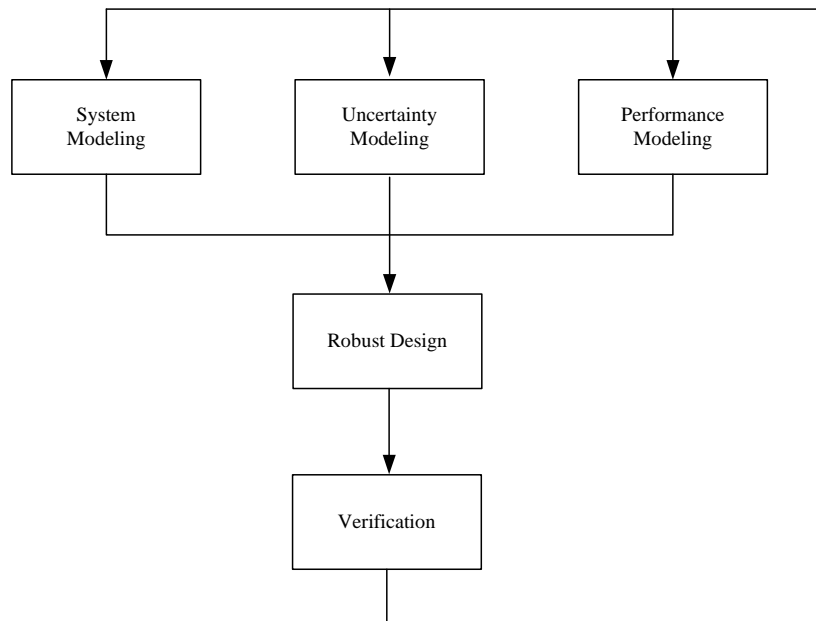 System
Modeling
Uncertainty
Modeling
Performance
Modeling
Robust Design
Verification